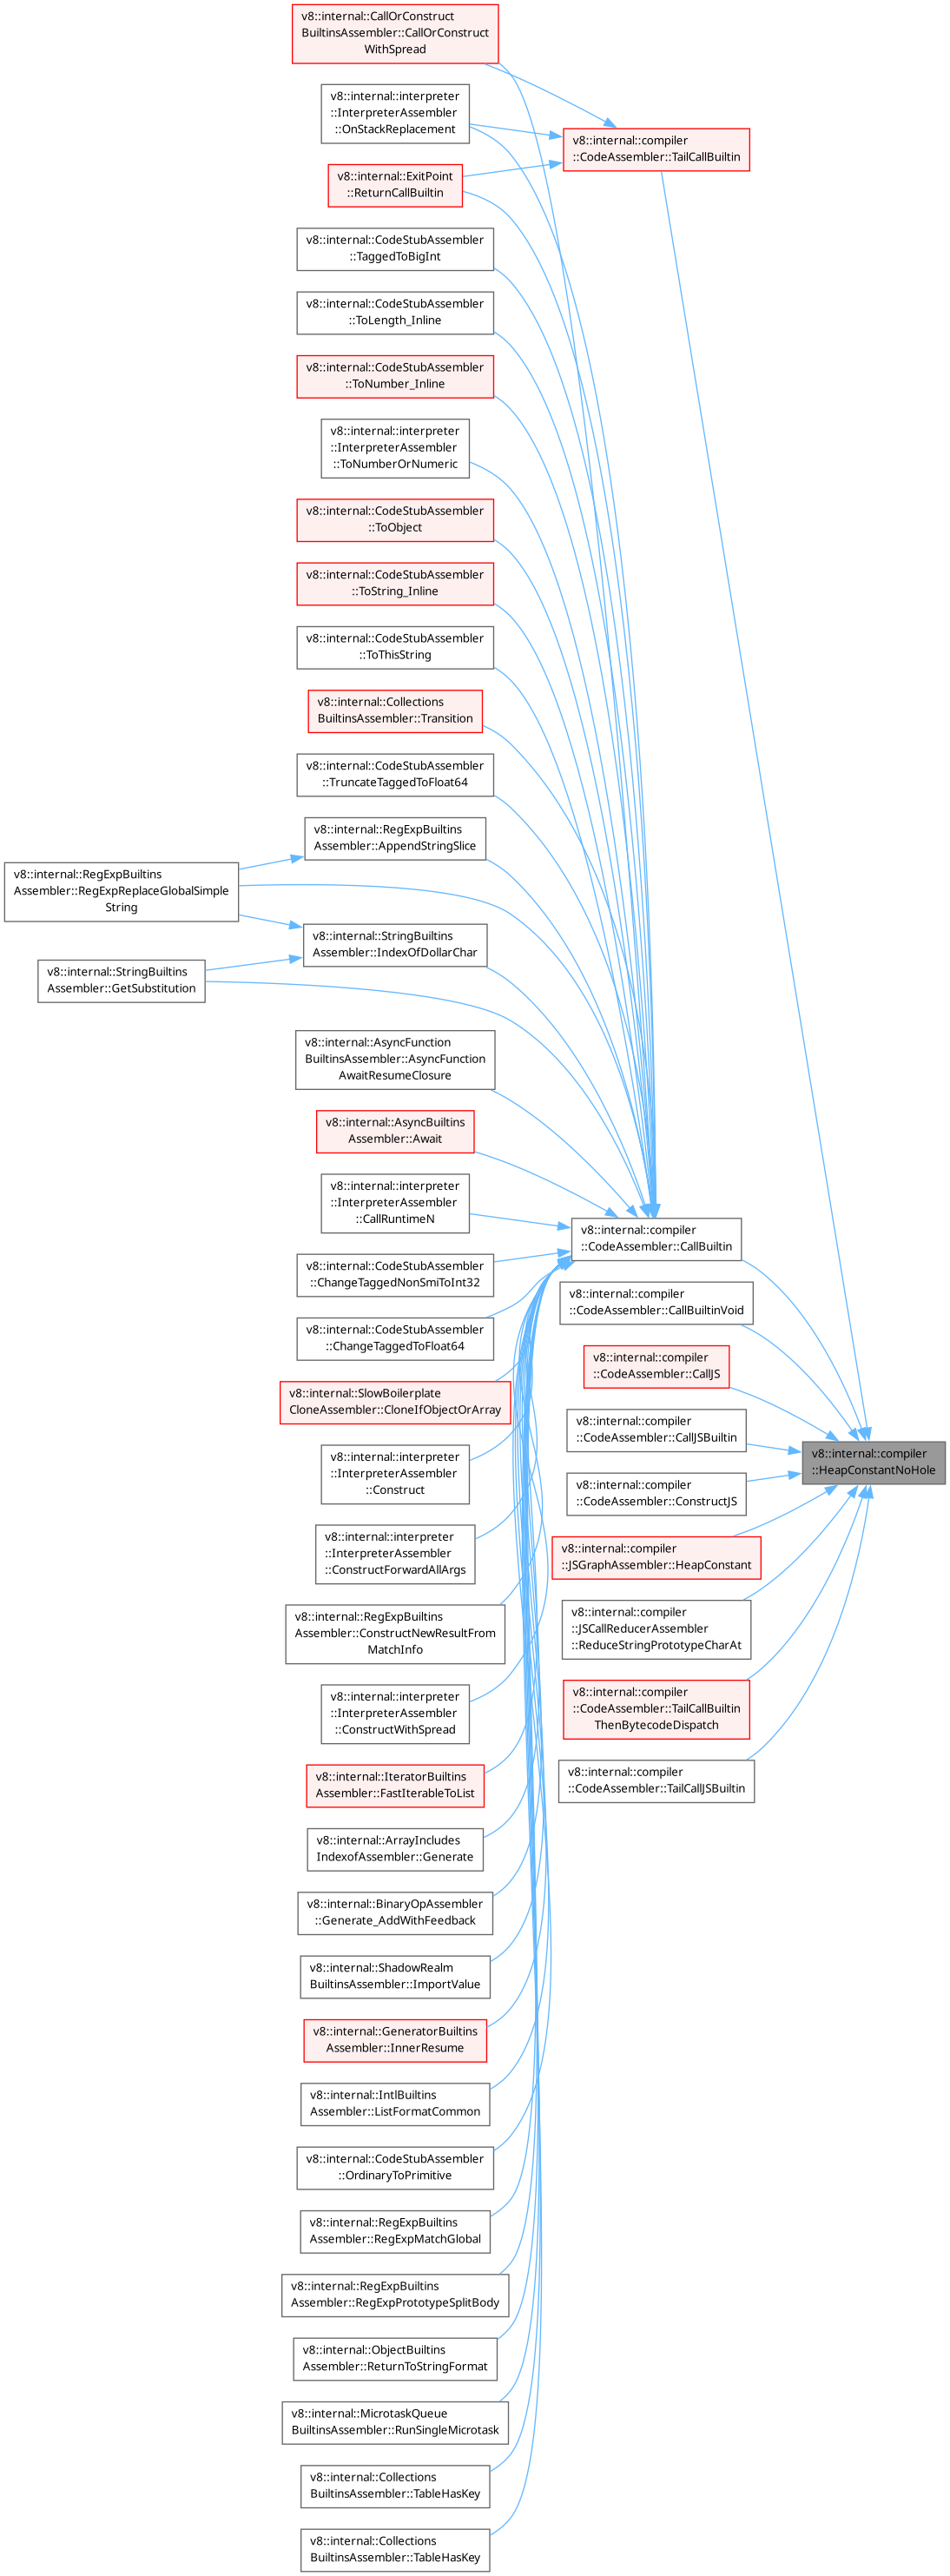 v8::internal::CallOrConstruct
BuiltinsAssembler::CallOrConstruct
WithSpread
v8::internal::interpreter
::InterpreterAssembler
::OnStackReplacement
v8::internal::compiler
::CodeAssembler::TailCallBuiltin
v8::internal::ExitPoint
::ReturnCallBuiltin
v8::internal::CodeStubAssembler
::TaggedToBigInt
v8::internal::CodeStubAssembler
::ToLength_Inline
v8::internal::CodeStubAssembler
::ToNumber_Inline
v8::internal::interpreter
::InterpreterAssembler
::ToNumberOrNumeric
v8::internal::CodeStubAssembler
::ToObject
v8::internal::CodeStubAssembler
::ToString_Inline
v8::internal::CodeStubAssembler
::ToThisString
v8::internal::Collections
BuiltinsAssembler::Transition
v8::internal::CodeStubAssembler
::TruncateTaggedToFloat64
v8::internal::RegExpBuiltins
Assembler::AppendStringSlice
v8::internal::RegExpBuiltins
Assembler::RegExpReplaceGlobalSimple
String
v8::internal::StringBuiltins
Assembler::IndexOfDollarChar
v8::internal::StringBuiltins
Assembler::GetSubstitution
v8::internal::AsyncFunction
BuiltinsAssembler::AsyncFunction
AwaitResumeClosure
v8::internal::AsyncBuiltins
Assembler::Await
v8::internal::interpreter
::InterpreterAssembler
::CallRuntimeN
v8::internal::compiler
::CodeAssembler::CallBuiltin
v8::internal::CodeStubAssembler
::ChangeTaggedNonSmiToInt32
v8::internal::compiler
::CodeAssembler::CallBuiltinVoid
v8::internal::CodeStubAssembler
::ChangeTaggedToFloat64
v8::internal::compiler
::CodeAssembler::CallJS
v8::internal::SlowBoilerplate
CloneAssembler::CloneIfObjectOrArray
v8::internal::compiler
::CodeAssembler::CallJSBuiltin
v8::internal::compiler
::HeapConstantNoHole
v8::internal::interpreter
::InterpreterAssembler
::Construct
v8::internal::compiler
::CodeAssembler::ConstructJS
v8::internal::interpreter
::InterpreterAssembler
::ConstructForwardAllArgs
v8::internal::compiler
::JSGraphAssembler::HeapConstant
v8::internal::RegExpBuiltins
Assembler::ConstructNewResultFrom
MatchInfo
v8::internal::compiler
::JSCallReducerAssembler
::ReduceStringPrototypeCharAt
v8::internal::interpreter
::InterpreterAssembler
::ConstructWithSpread
v8::internal::compiler
::CodeAssembler::TailCallBuiltin
ThenBytecodeDispatch
v8::internal::IteratorBuiltins
Assembler::FastIterableToList
v8::internal::compiler
::CodeAssembler::TailCallJSBuiltin
v8::internal::ArrayIncludes
IndexofAssembler::Generate
v8::internal::BinaryOpAssembler
::Generate_AddWithFeedback
v8::internal::ShadowRealm
BuiltinsAssembler::ImportValue
v8::internal::GeneratorBuiltins
Assembler::InnerResume
v8::internal::IntlBuiltins
Assembler::ListFormatCommon
v8::internal::CodeStubAssembler
::OrdinaryToPrimitive
v8::internal::RegExpBuiltins
Assembler::RegExpMatchGlobal
v8::internal::RegExpBuiltins
Assembler::RegExpPrototypeSplitBody
v8::internal::ObjectBuiltins
Assembler::ReturnToStringFormat
v8::internal::MicrotaskQueue
BuiltinsAssembler::RunSingleMicrotask
v8::internal::Collections
BuiltinsAssembler::TableHasKey
v8::internal::Collections
BuiltinsAssembler::TableHasKey